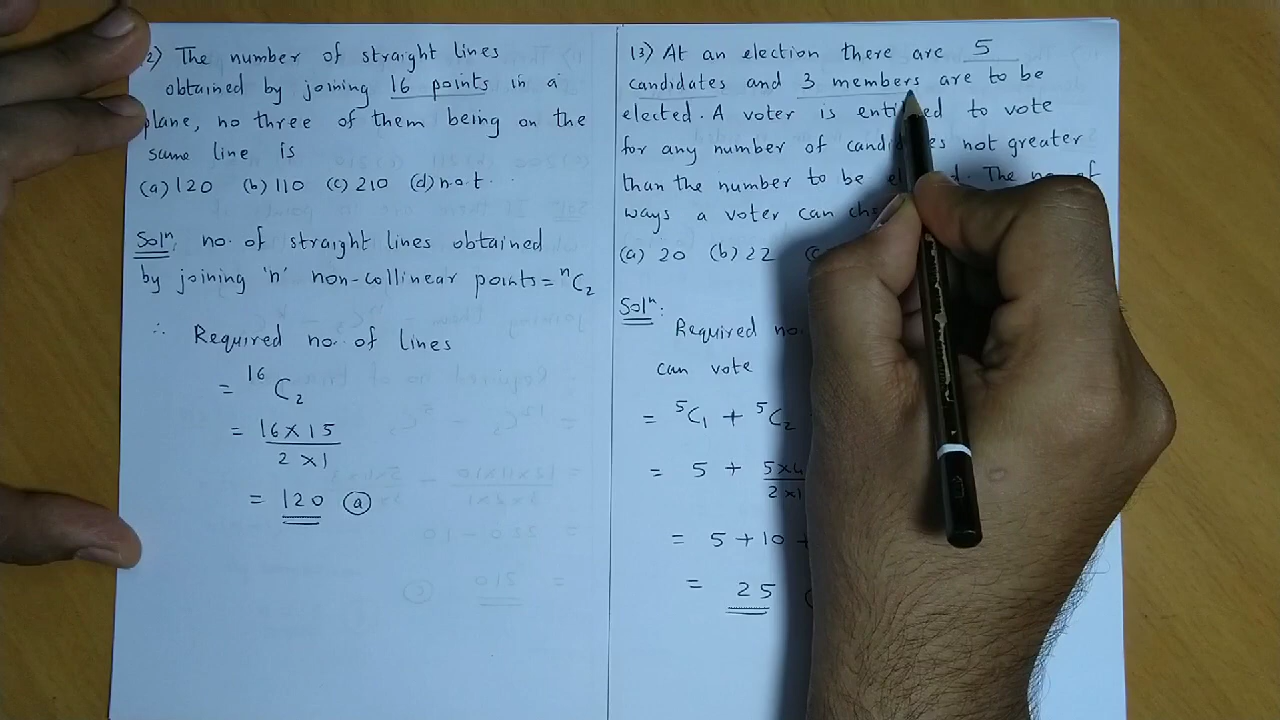 2) The number of straight lines
obtained by joining 16 points in a
plane, no three of them being on the
same line is
(a) 120 (b) 110 (c) 210 (d) n.o.t.
Solⁿ: no. of straight lines obtained
by joining 'n' non-collinear points = ⁿC₂
∴ Required no. of lines
= ¹⁶C₂
= 16×15
2×1
= 120 (a)
13) At an election there are 5
candidates and 3 members are to be
elected. A voter is to vote
for any number of not greater
than the number to be The no. of
ways a voter can
(a) 20 (b) 22
Solⁿ:
Required no.
can vote
= ⁵C₁ + ⁵C₂
= 5 + 5×4
2×1
= 5 + 10 +
= 25